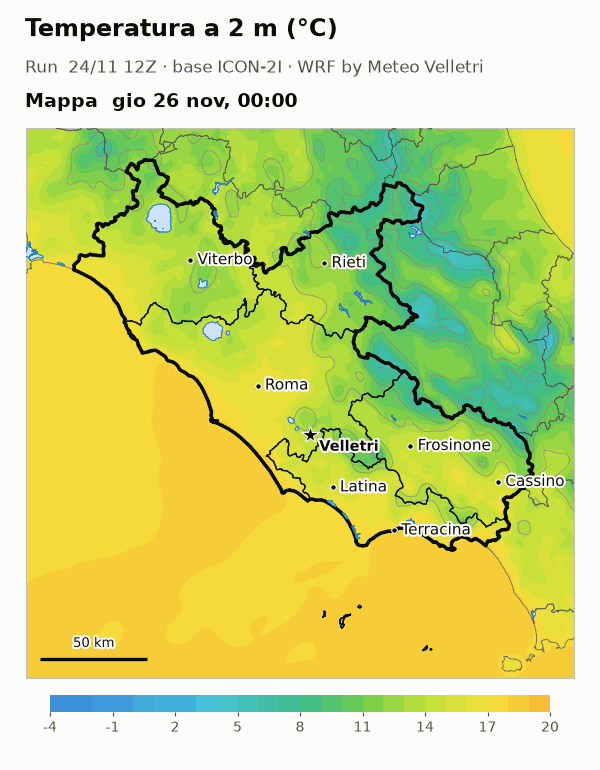 Temperatura a 2 m (°C)
Run  24/11 12Z · base ICON-2I · WRF by Meteo Velletri
Mappa  gio 26 nov, 00:00
Viterbo
Rieti
Roma
Velletri
Frosinone
Latina
Cassino
Terracina
50 km
-4 -1 2 5 8 11 14 17 20